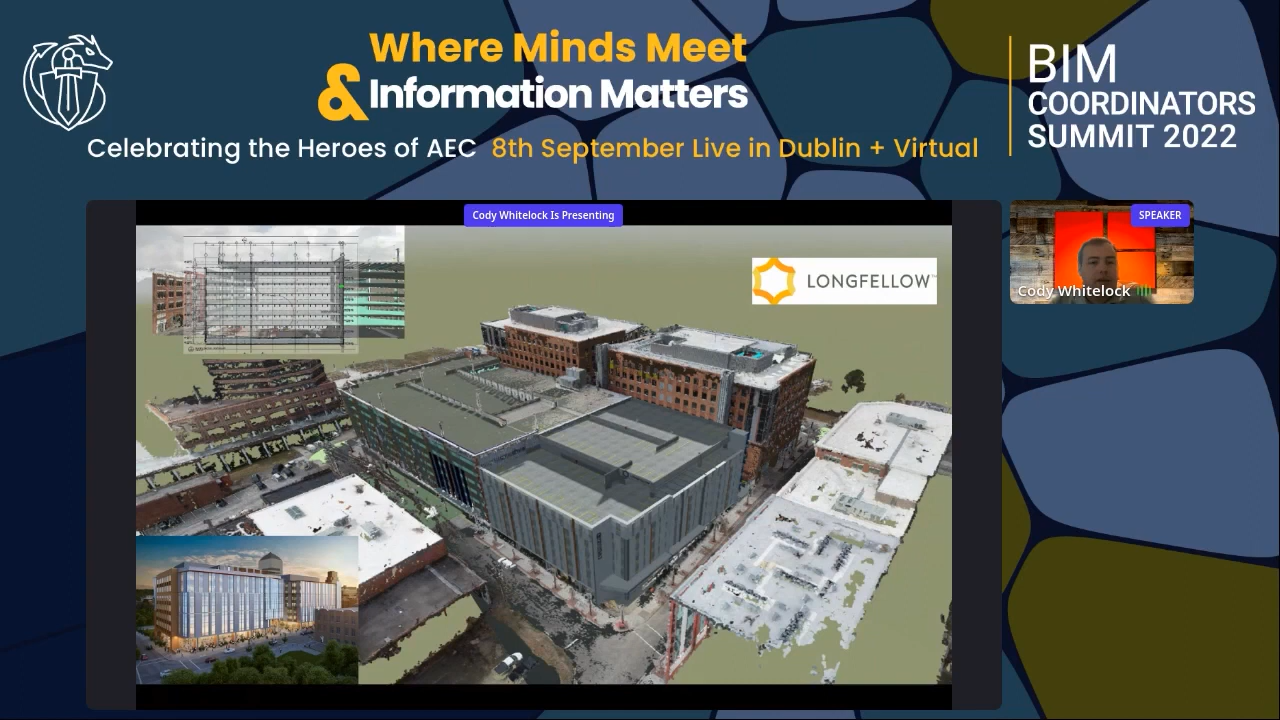 Where Minds Meet
& Information Matters
Celebrating the Heroes of AEC 8th September Live in Dublin + Virtual
BIM
COORDINATORS
SUMMIT 2022
Cody Whitelock Is Presenting
SPEAKER
LONGFELLOW
Cody Whitelock